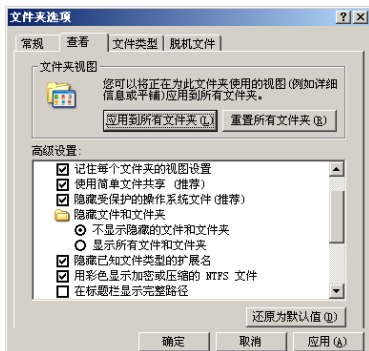 文件夹选项
常规 查看 文件类型 脱机文件
文件夹视图
您可以将正在为此文件夹使用的视图(例如详细
信息或平铺)应用到所有文件夹。
应用到所有文件夹(L) 重置所有文件夹(R)
高级设置:
记住每个文件夹的视图设置
使用简单文件共享 (推荐)
隐藏受保护的操作系统文件(推荐)
隐藏文件和文件夹
不显示隐藏的文件和文件夹
显示所有文件和文件夹
隐藏已知文件类型的扩展名
用彩色显示加密或压缩的 NTFS 文件
在标题栏显示完整路径
还原为默认值(D)
确定 取消 应用(A)